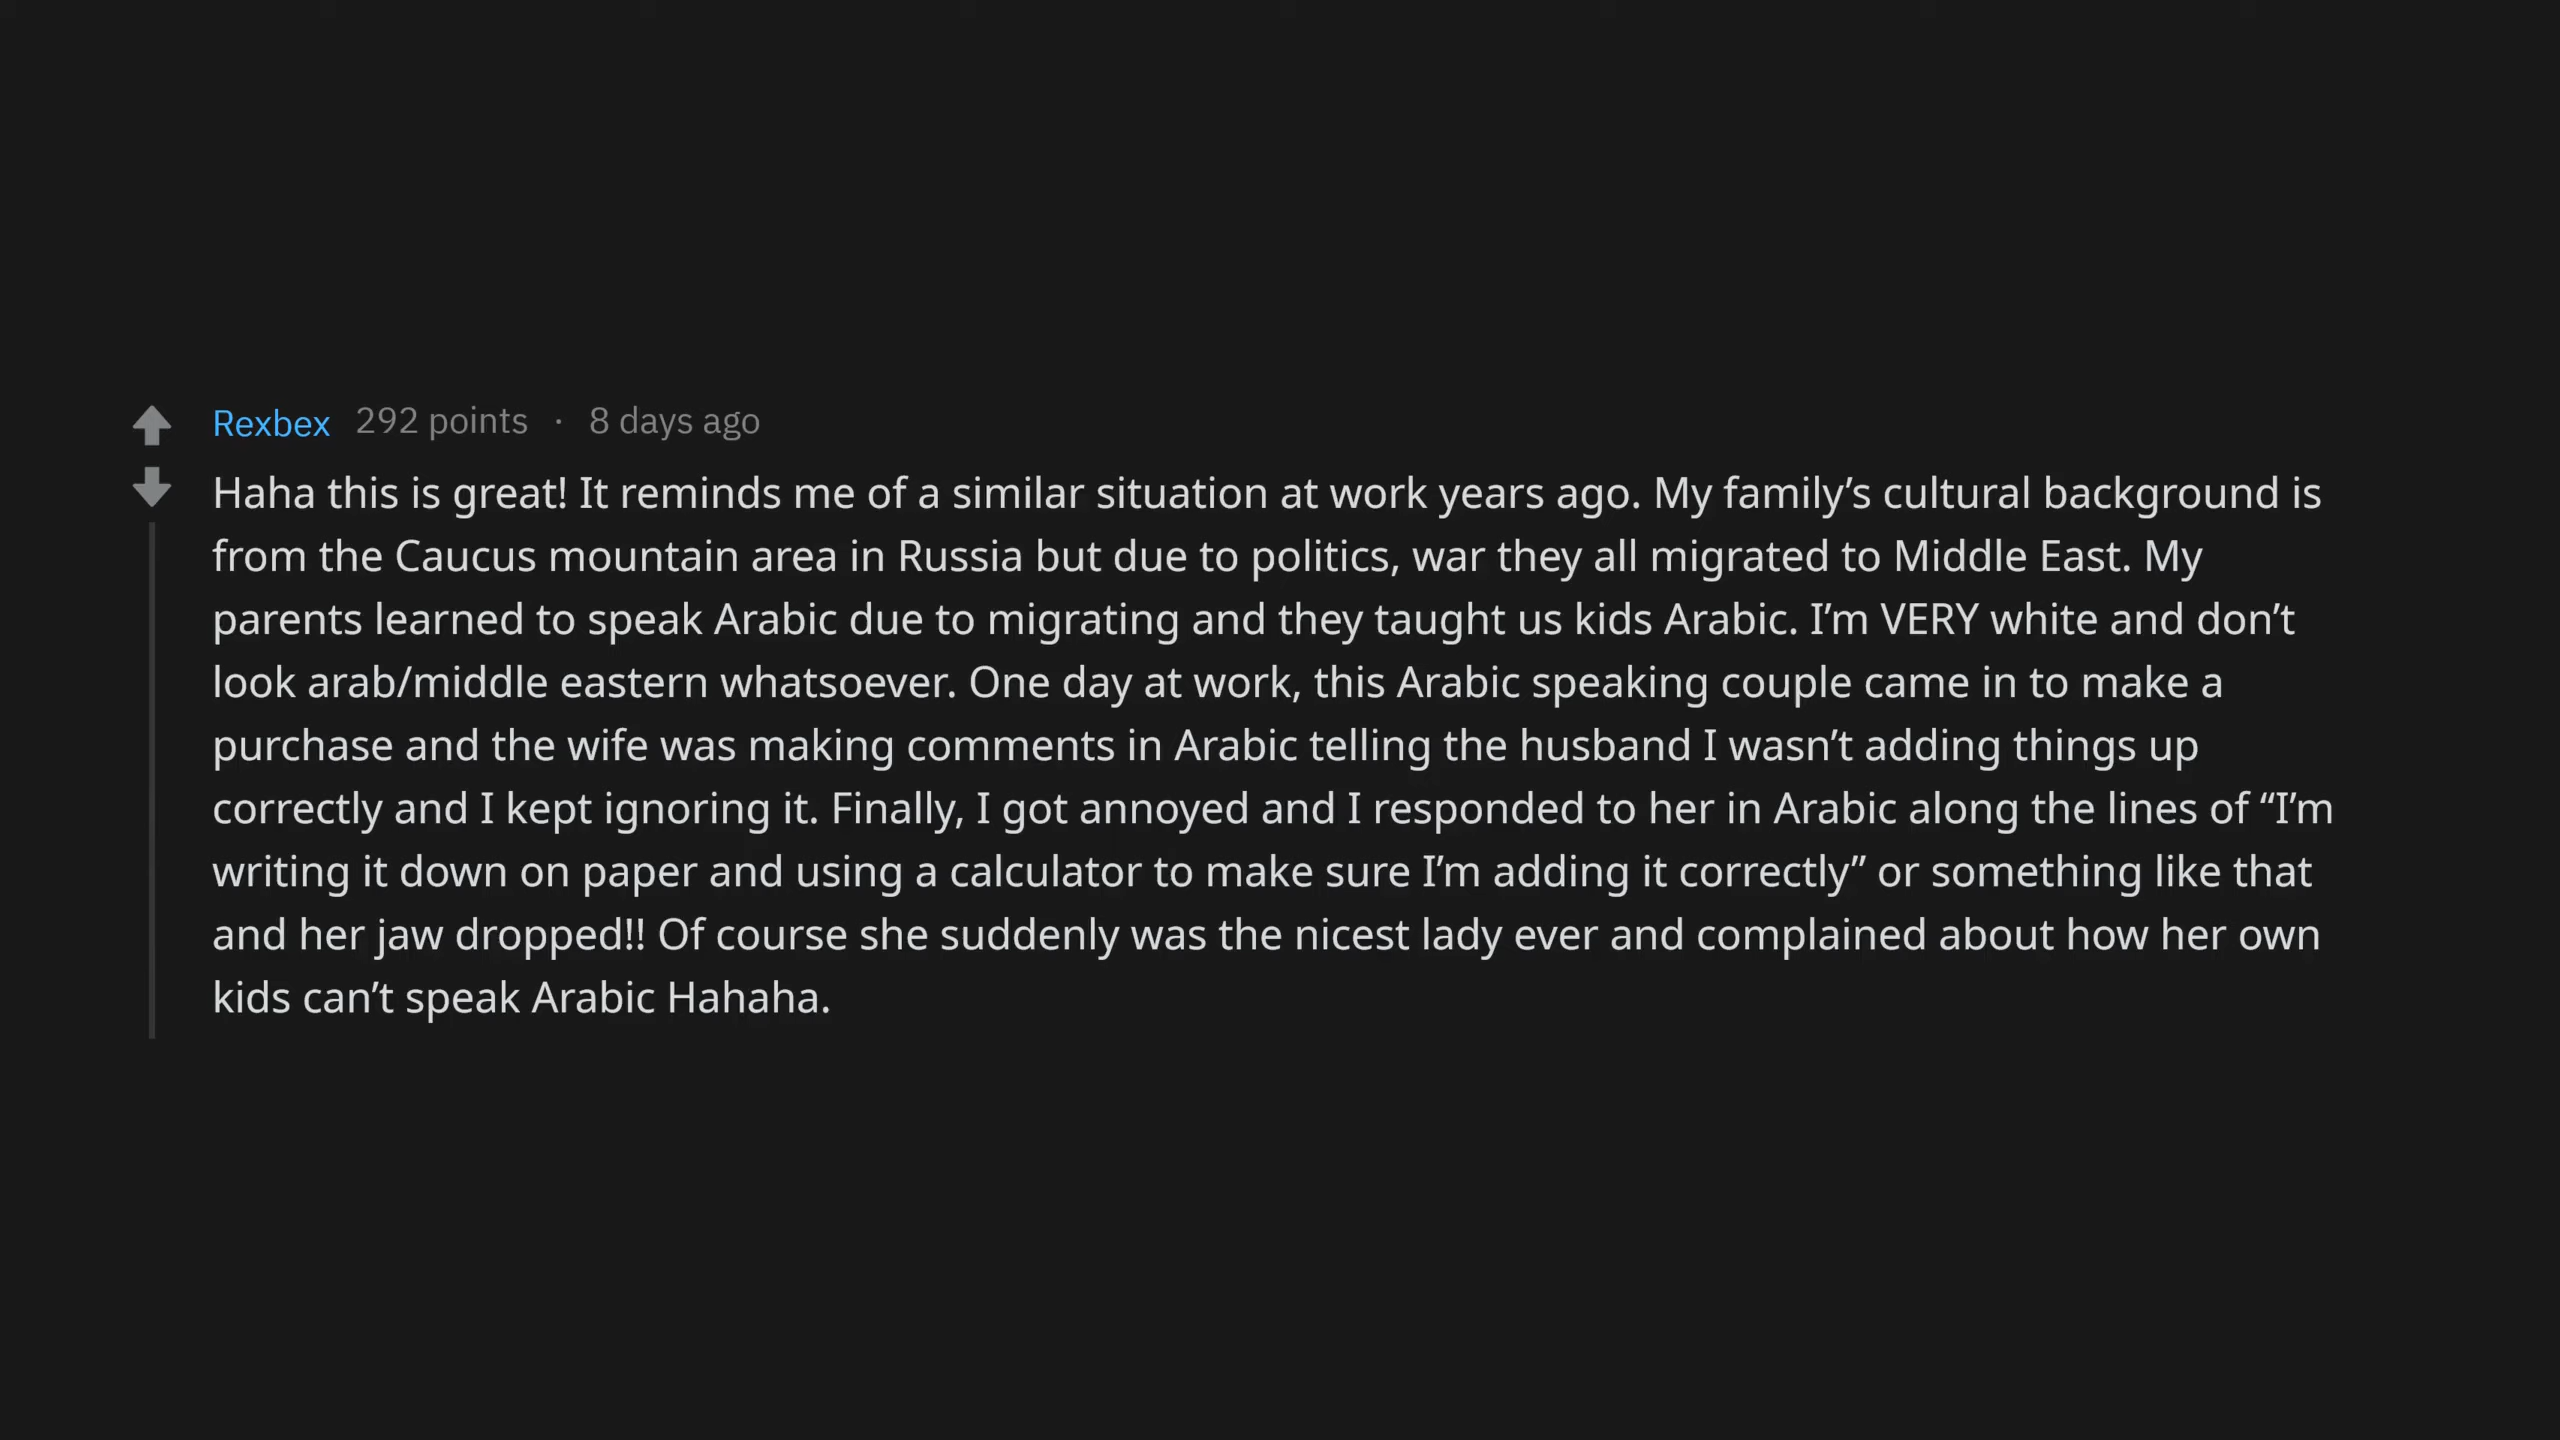 Rexbex 292 points · 8 days ago
Haha this is great! It reminds me of a similar situation at work years ago. My family’s cultural background is
from the Caucus mountain area in Russia but due to politics, war they all migrated to Middle East. My
parents learned to speak Arabic due to migrating and they taught us kids Arabic. I’m VERY white and don’t
look arab/middle eastern whatsoever. One day at work, this Arabic speaking couple came in to make a
purchase and the wife was making comments in Arabic telling the husband I wasn’t adding things up
correctly and I kept ignoring it. Finally, I got annoyed and I responded to her in Arabic along the lines of “I’m
writing it down on paper and using a calculator to make sure I’m adding it correctly” or something like that
and her jaw dropped!! Of course she suddenly was the nicest lady ever and complained about how her own
kids can’t speak Arabic Hahaha.